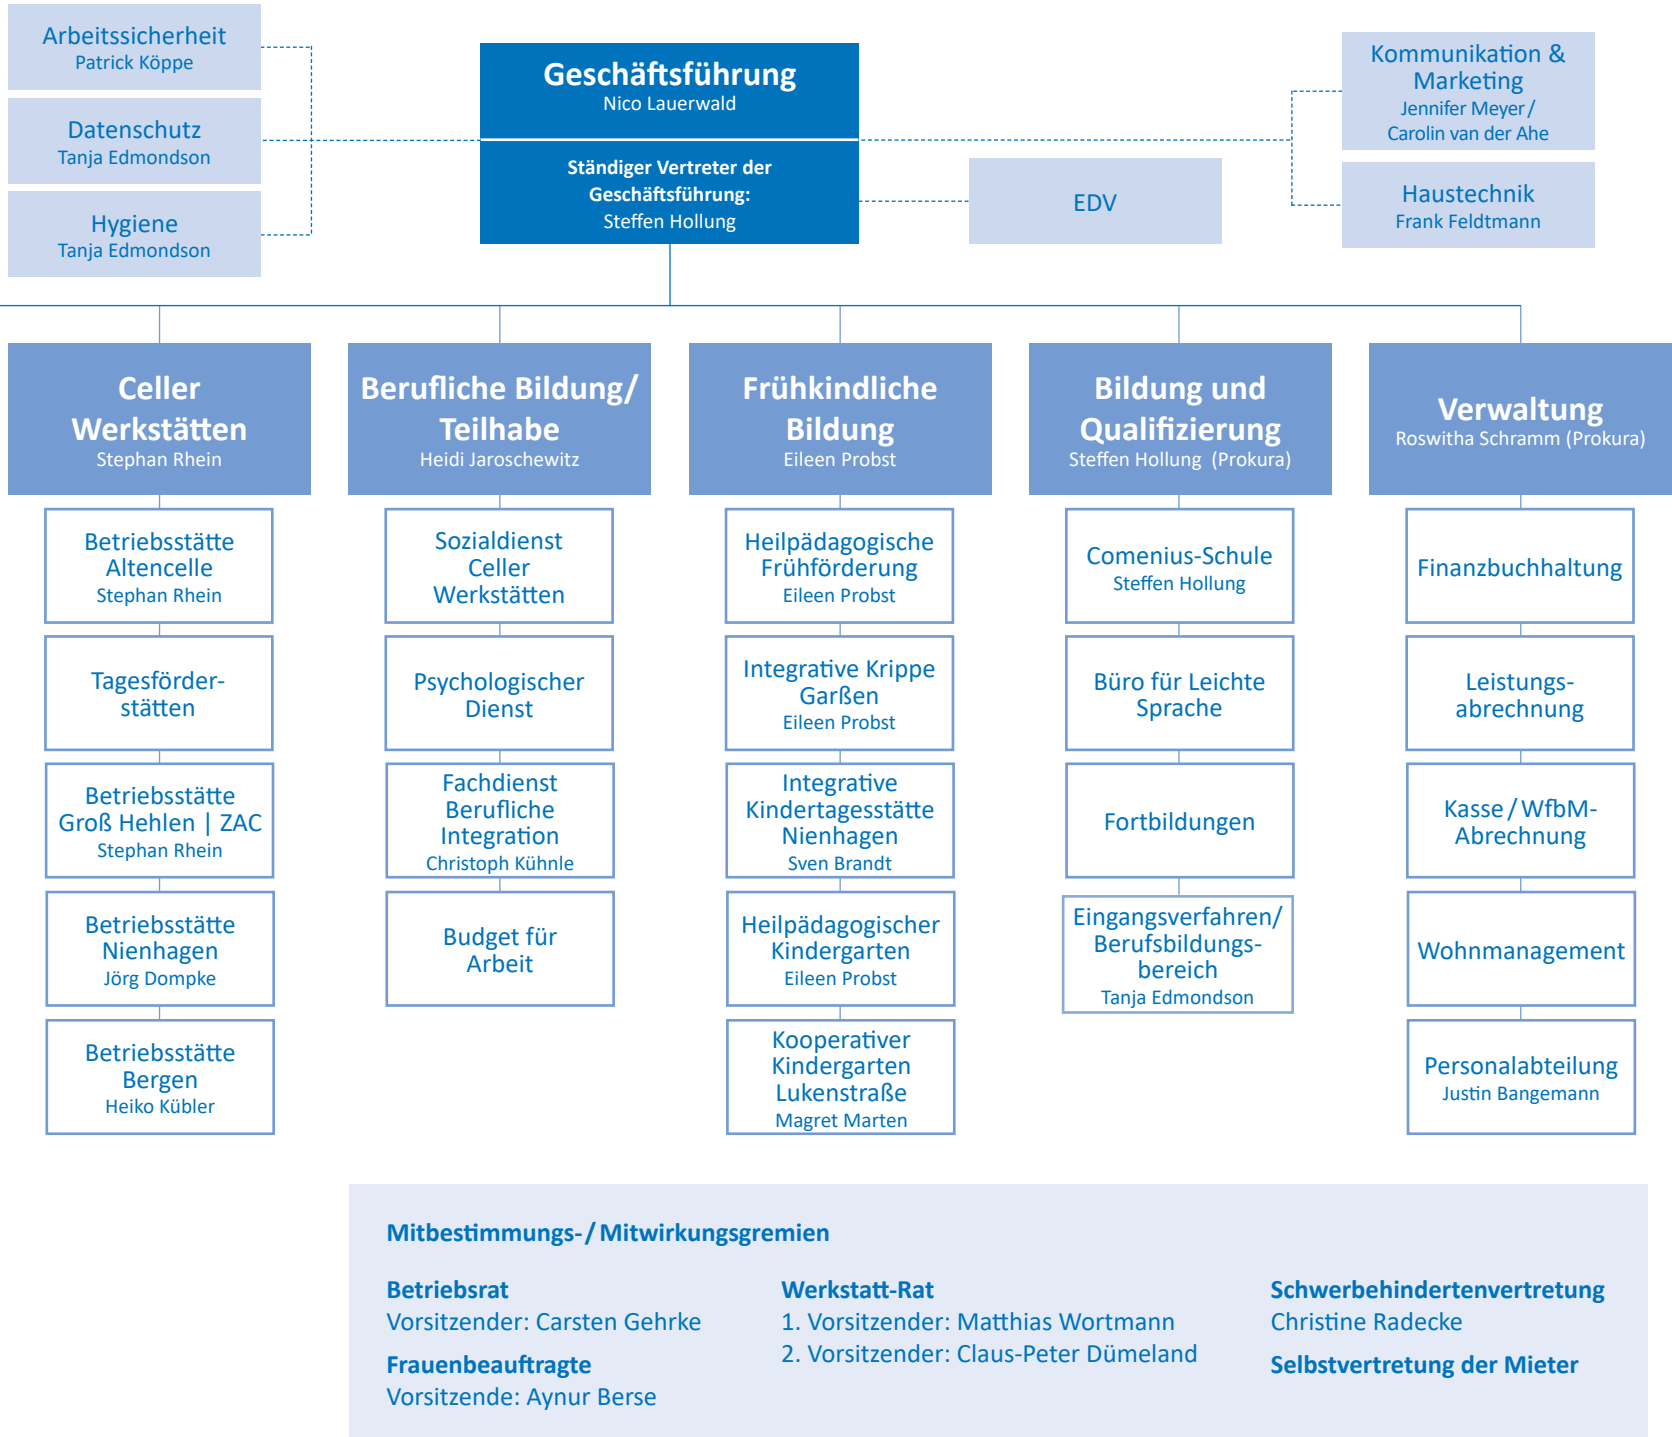 Arbeitssicherheit
Patrick Köppe
Datenschutz
Tanja Edmondson
Hygiene
Tanja Edmondson
Geschäftsführung
Nico Lauerwald
Ständiger Vertreter der
Geschäftsführung:
Steffen Hollung
EDV
Kommunikation &
Marketing
Jennifer Meyer /
Carolin van der Ahe
Haustechnik
Frank Feldtmann
Celler
Werkstätten
Stephan Rhein
Betriebsstätte
Altencelle
Stephan Rhein
Tagesförder-
stätten
Betriebsstätte
Groß Hehlen | ZAC
Stephan Rhein
Betriebsstätte
Nienhagen
Jörg Dompke
Betriebsstätte
Bergen
Heiko Kübler
Berufliche Bildung/
Teilhabe
Heidi Jaroschewitz
Sozialdienst
Celler
Werkstätten
Psychologischer
Dienst
Fachdienst
Berufliche
Integration
Christoph Kühnle
Budget für
Arbeit
Frühkindliche
Bildung
Eileen Probst
Heilpädagogische
Frühförderung
Eileen Probst
Integrative Krippe
Garßen
Eileen Probst
Integrative
Kindertagesstätte
Nienhagen
Sven Brandt
Heilpädagogischer
Kindergarten
Eileen Probst
Kooperativer
Kindergarten
Lukenstraße
Magret Marten
Bildung und
Qualifizierung
Steffen Hollung (Prokura)
Comenius-Schule
Steffen Hollung
Büro für Leichte
Sprache
Fortbildungen
Eingangsverfahren/
Berufsbildungs-
bereich
Tanja Edmondson
Verwaltung
Roswitha Schramm (Prokura)
Finanzbuchhaltung
Leistungs-
abrechnung
Kasse / WfbM-
Abrechnung
Wohnmanagement
Personalabteilung
Justin Bangemann
Mitbestimmungs- / Mitwirkungsgremien
Betriebsrat
Vorsitzender: Carsten Gehrke
Frauenbeauftragte
Vorsitzende: Aynur Berse
Werkstatt-Rat
1. Vorsitzender: Matthias Wortmann
2. Vorsitzender: Claus-Peter Dümeland
Schwerbehindertenvertretung
Christine Radecke
Selbstvertretung der Mieter